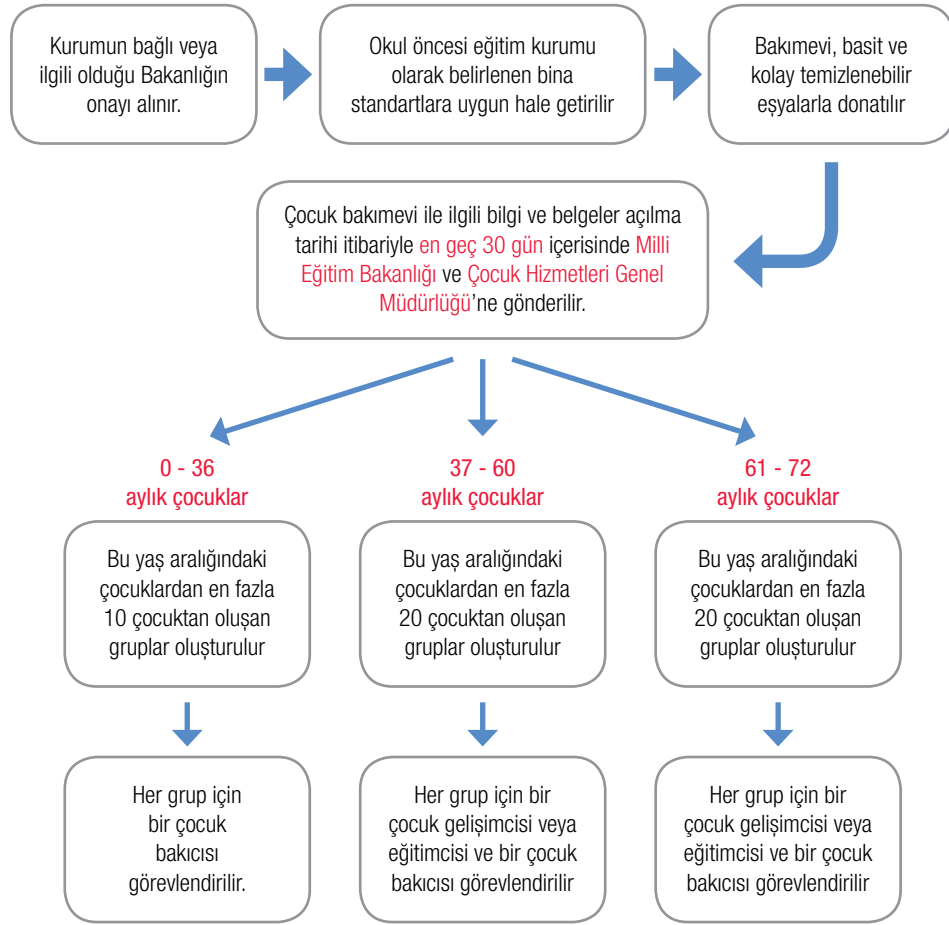 Kurumun bağlı veya
ilgili olduğu Bakanlığın
onayı alınır.
Okul öncesi eğitim kurumu
olarak belirlenen bina
standartlara uygun hale getirilir
Bakımevi, basit ve
kolay temizlenebilir
eşyalarla donatılır
Çocuk bakımevi ile ilgili bilgi ve belgeler açılma
tarihi itibariyle en geç 30 gün içerisinde Milli
Eğitim Bakanlığı ve Çocuk Hizmetleri Genel
Müdürlüğü’ne gönderilir.
0 - 36
aylık çocuklar
Bu yaş aralığındaki
çocuklardan en fazla
10 çocuktan oluşan
gruplar oluşturulur
Her grup için
bir çocuk
bakıcısı
görevlendirilir.
37 - 60
aylık çocuklar
Bu yaş aralığındaki
çocuklardan en fazla
20 çocuktan oluşan
gruplar oluşturulur
Her grup için bir
çocuk gelişimcisi veya
eğitimcisi ve bir çocuk
bakıcısı görevlendirilir
61 - 72
aylık çocuklar
Bu yaş aralığındaki
çocuklardan en fazla
20 çocuktan oluşan
gruplar oluşturulur
Her grup için bir
çocuk gelişimcisi veya
eğitimcisi ve bir çocuk
bakıcısı görevlendirilir